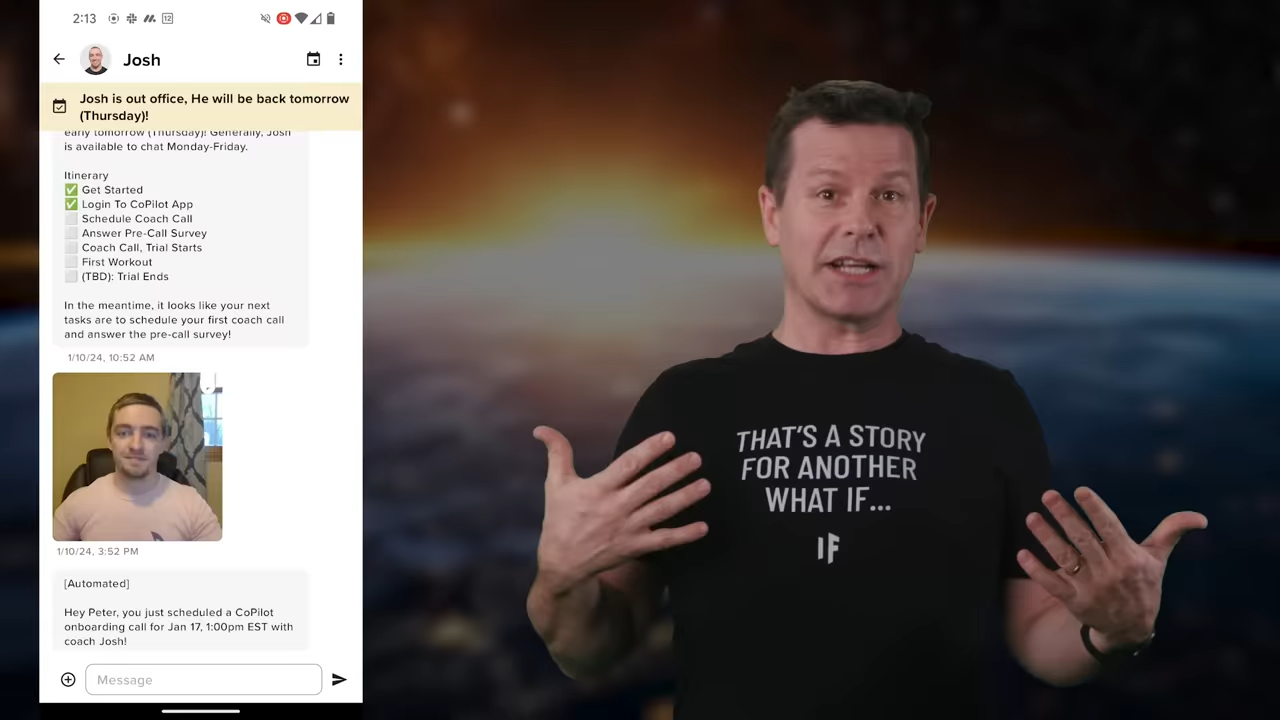 2:13
12
Josh
Josh is out office, He will be back tomorrow
(Thursday)!
early tomorrow (Thursday)! Generally, Josh
is available to chat Monday-Friday.
Itinerary
✅ Get Started
✅ Login To CoPilot App
⬜ Schedule Coach Call
⬜ Answer Pre-Call Survey
⬜ Coach Call, Trial Starts
⬜ First Workout
⬜ (TBD): Trial Ends
In the meantime, it looks like your next
tasks are to schedule your first coach call
and answer the pre-call survey!
1/10/24, 10:52 AM
1/10/24, 3:52 PM
[Automated]
Hey Peter, you just scheduled a CoPilot
onboarding call for Jan 17, 1:00pm EST with
coach Josh!
Message
THAT'S A STORY
FOR ANOTHER
WHAT IF...
IF